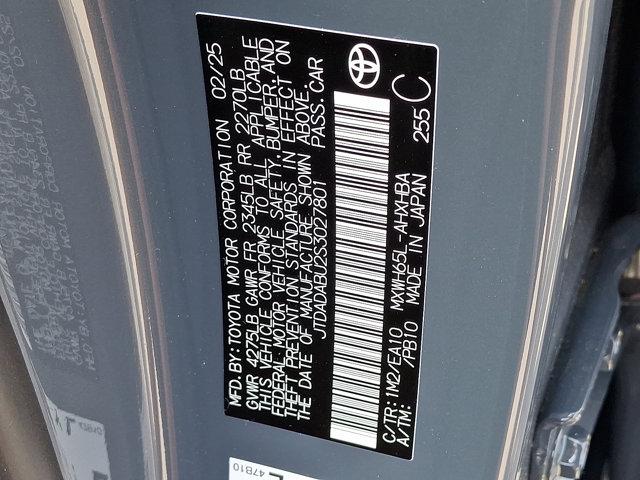 MFD. BY: TOYOTA MOTOR CORPORATION 02/25
GVWR 4275LB GAWR FR 2345LB RR 2270LB
THIS VEHICLE CONFORMS TO ALL APPLICABLE
FEDERAL MOTOR VEHICLE SAFETY, BUMPER, AND
THEFT PREVENTION STANDARDS IN EFFECT ON
THE DATE OF MANUFACTURE SHOWN ABOVE.
JTDADABU2S3027801 PASS. CAR
C/TR: 1M2/EA10 MXWH65L-AHXHBA
A/TM: /PB10 MADE IN JAPAN 255 C
47B10